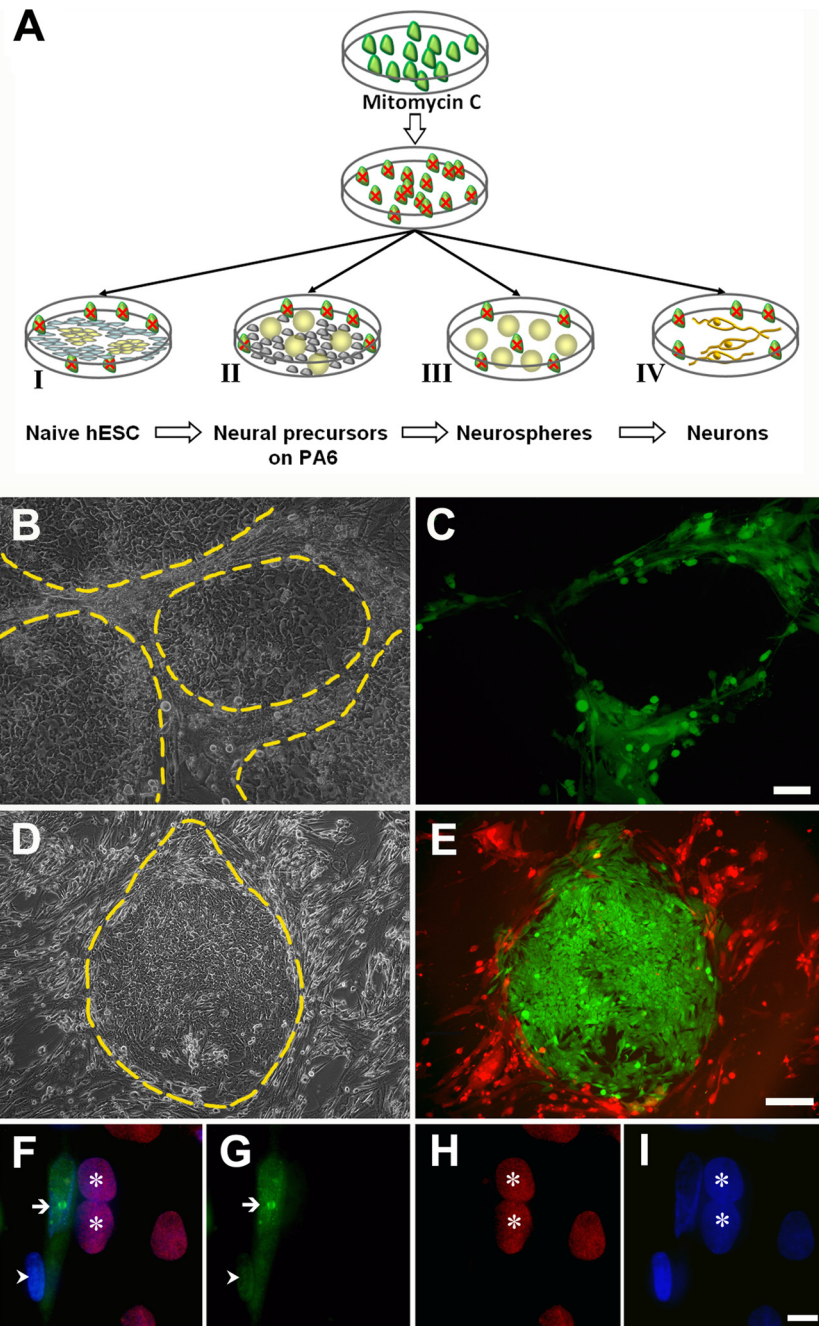 A
Mitomycin C
I
II
III
IV
Naive hESC
Neural precursors
on PA6
Neurospheres
Neurons
B
C
D
E
F
G
H
I
*
*
*
*
*
*